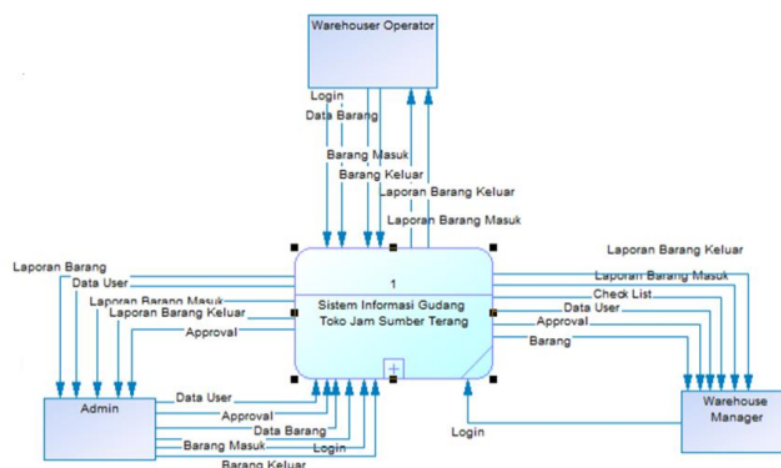 Warehouser Operator
Login
Data Barang
Barang Masuk
Barang Keluar
Laporan Barang Keluar
Laporan Barang Masuk
1
Sistem Informasi Gudang
Toko Jam Sumber Terang
Laporan Barang
Data User
Laporan Barang Masuk
Laporan Barang Keluar
Approval
Laporan Barang Keluar
Laporan Barang Masuk
Check List
Data User
Approval
Barang
Admin
Data User
Approval
Data Barang
Login
Barang Masuk
Barang Keluar
Warehouse
Manager
Login